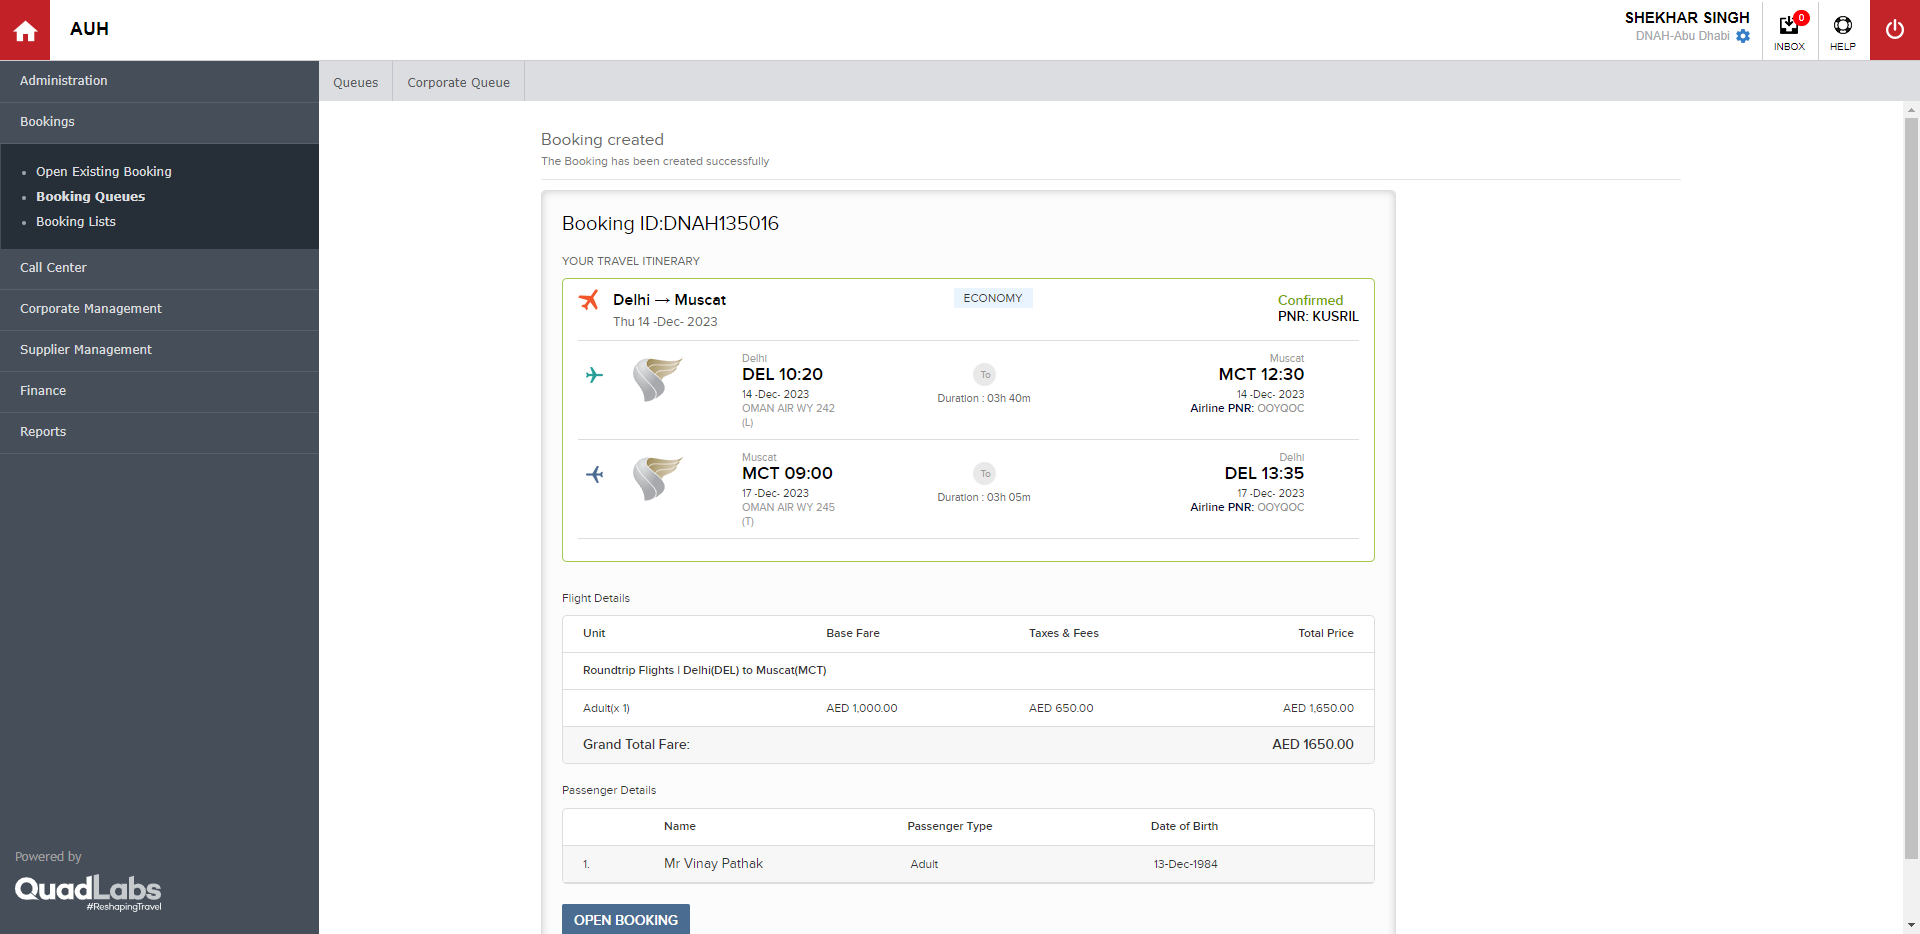 AUH
SHEKHAR SINGH
DNAH-Abu Dhabi
0
INBOX
HELP
Administration
Bookings
Open Existing Booking
Booking Queues
Booking Lists
Call Center
Corporate Management
Supplier Management
Finance
Reports
Powered by
QuadLabs
#ReshapingTravel
Queues
Corporate Queue
Booking created
The Booking has been created successfully
Booking ID:DNAH135016
YOUR TRAVEL ITINERARY
Delhi → Muscat
ECONOMY
Confirmed
Thu 14 -Dec- 2023
PNR: KUSRIL
Delhi
DEL 10:20
14 -Dec- 2023
OMAN AIR WY 242
(L)
To
Duration : 03h 40m
Muscat
MCT 12:30
14 -Dec- 2023
Airline PNR: OOYQOC
Muscat
MCT 09:00
17 -Dec- 2023
OMAN AIR WY 245
(T)
To
Duration : 03h 05m
Delhi
DEL 13:35
17 -Dec- 2023
Airline PNR: OOYQOC
Flight Details
Unit Base Fare Taxes & Fees Total Price
Roundtrip Flights | Delhi(DEL) to Muscat(MCT)
Adult(x 1) AED 1,000.00 AED 650.00 AED 1,650.00
Grand Total Fare: AED 1650.00
Passenger Details
Name Passenger Type Date of Birth
1. Mr Vinay Pathak Adult 13-Dec-1984
OPEN BOOKING